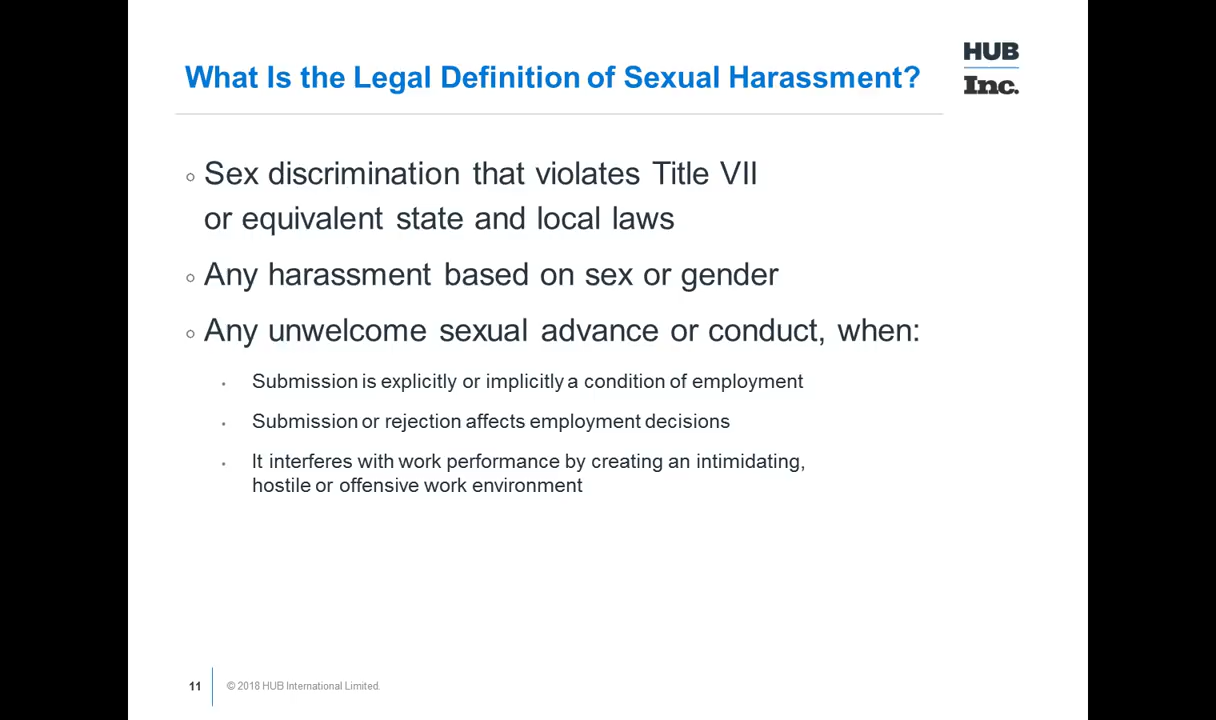 What Is the Legal Definition of Sexual Harassment?
HUB
Inc.
◦ Sex discrimination that violates Title VII
or equivalent state and local laws
◦ Any harassment based on sex or gender
◦ Any unwelcome sexual advance or conduct, when:
• Submission is explicitly or implicitly a condition of employment
• Submission or rejection affects employment decisions
• It interferes with work performance by creating an intimidating,
hostile or offensive work environment
11
© 2018 HUB International Limited.